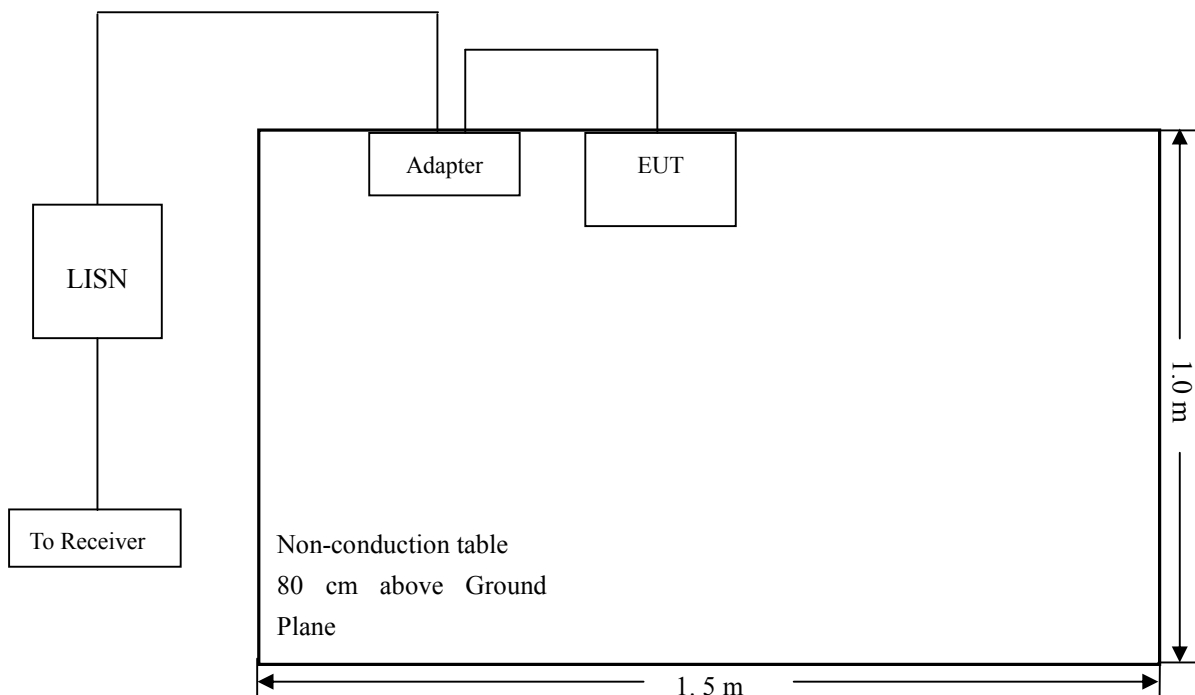 Adapter
EUT
LISN
1.0 m
To Receiver
Non-conduction table
80 cm above Ground
Plane
1. 5 m